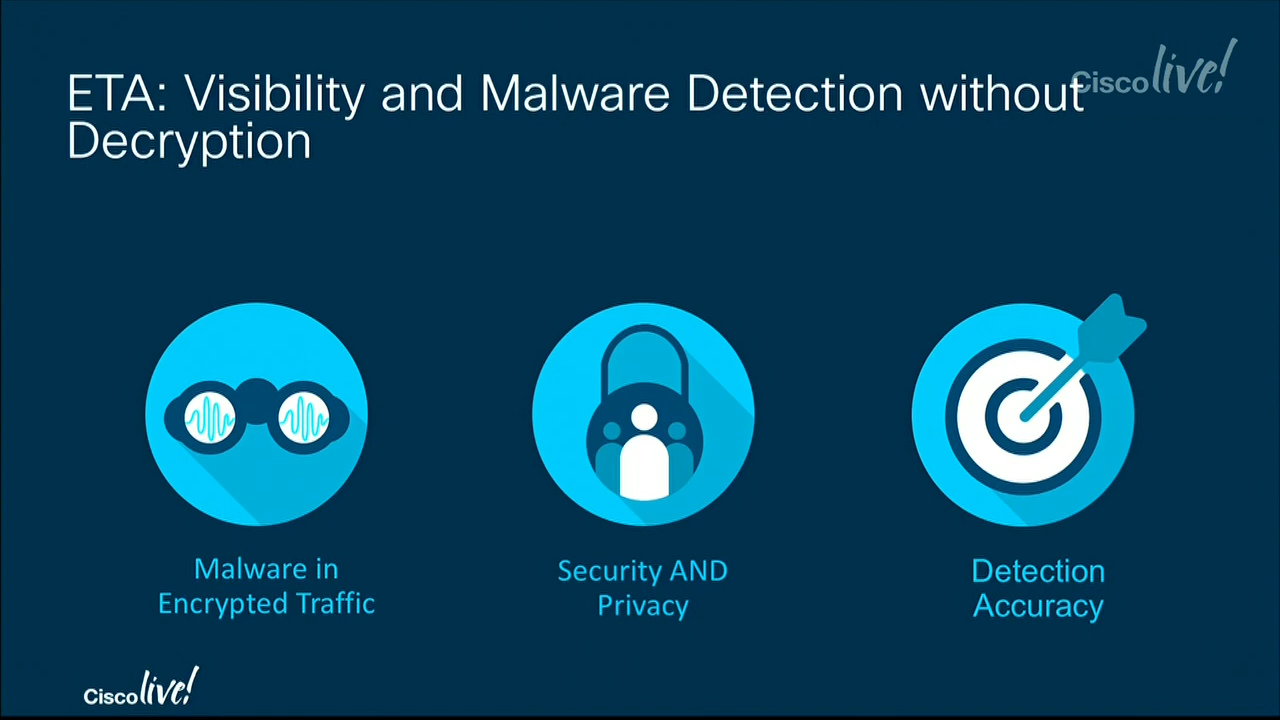 ETA: Visibility and Malware Detection without
Decryption
Cisco live!
Malware in
Encrypted Traffic
Security AND
Privacy
Detection
Accuracy
Cisco live!